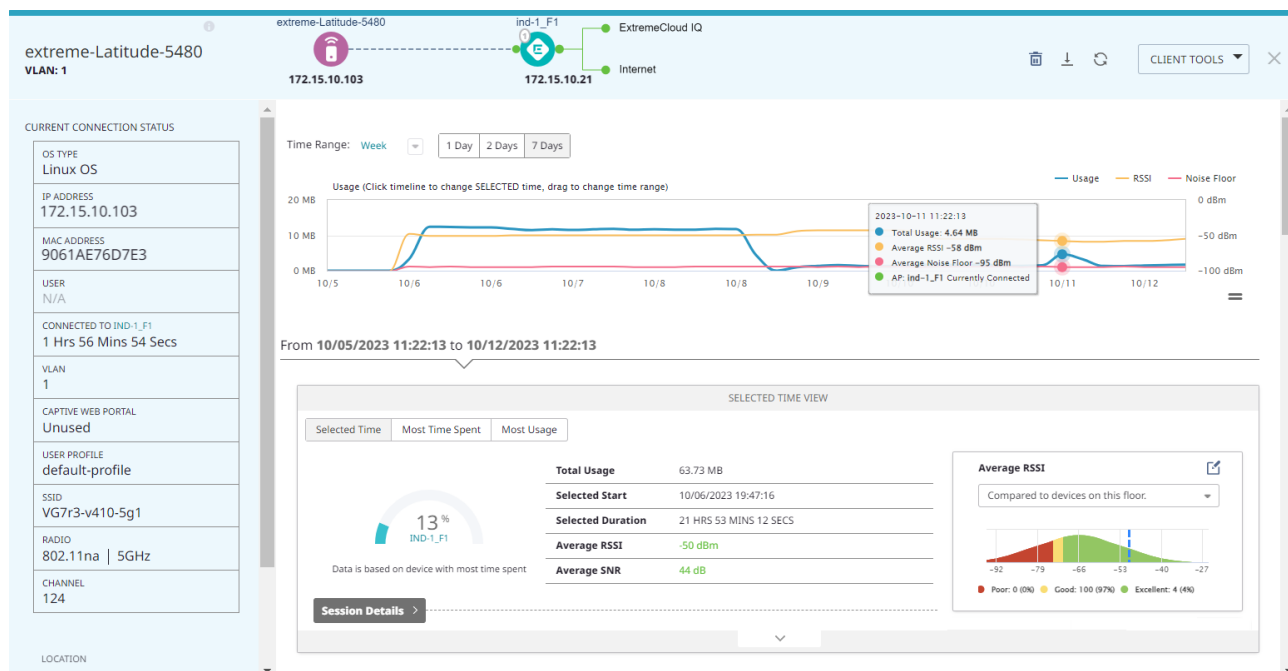 extreme-Latitude-5480
VLAN: 1
extreme-Latitude-5480
172.15.10.103
ind-1_F1
1
172.15.10.21
ExtremeCloud IQ
Internet
CLIENT TOOLS
CURRENT CONNECTION STATUS
OS TYPE
Linux OS
IP ADDRESS
172.15.10.103
MAC ADDRESS
9061AE76D7E3
USER
N/A
CONNECTED TO IND-1_F1
1 Hrs 56 Mins 54 Secs
VLAN
1
CAPTIVE WEB PORTAL
Unused
USER PROFILE
default-profile
SSID
VG7r3-v410-5g1
RADIO
802.11na | 5GHz
CHANNEL
124
LOCATION
Time Range: Week 1 Day 2 Days 7 Days
Usage (Click timeline to change SELECTED time, drag to change time range)
Usage RSSI Noise Floor
20 MB
10 MB
0 MB
0 dBm
-50 dBm
-100 dBm
2023-10-11 11:22:13
Total Usage: 4.64 MB
Average RSSI -58 dBm
Average Noise Floor -95 dBm
AP: ind-1_F1 Currently Connected
10/5 10/6 10/6 10/7 10/8 10/8 10/9 10/11 10/12
From 10/05/2023 11:22:13 to 10/12/2023 11:22:13
SELECTED TIME VIEW
Selected Time Most Time Spent Most Usage
13 %
IND-1_F1
Data is based on device with most time spent
Total Usage 63.73 MB
Selected Start 10/06/2023 19:47:16
Selected Duration 21 HRS 53 MINS 12 SECS
Average RSSI -50 dBm
Average SNR 44 dB
Session Details
Average RSSI
Compared to devices on this floor.
-92 -79 -66 -53 -40 -27
Poor: 0 (0%) Good: 100 (97%) Excellent: 4 (4%)